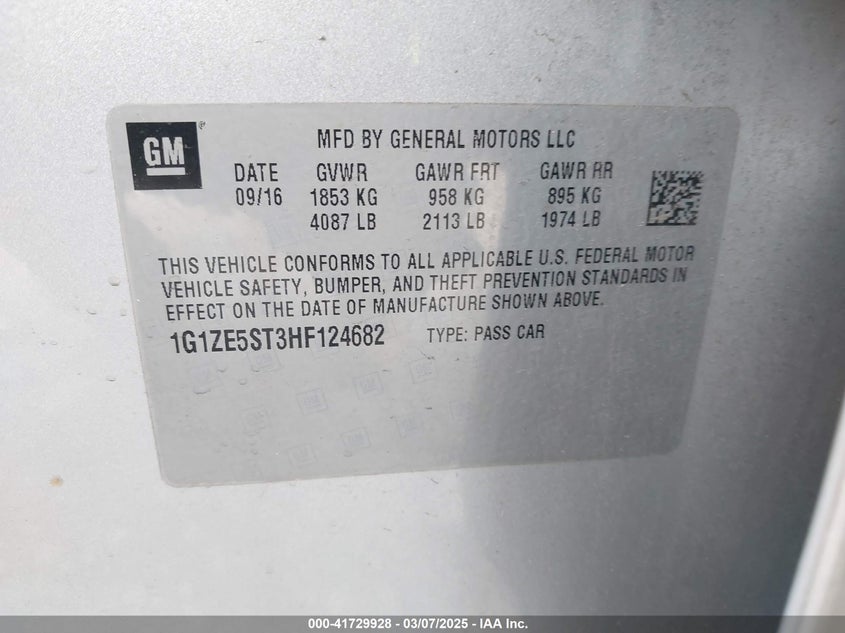 GM
MFD BY GENERAL MOTORS LLC
DATE GVWR GAWR FRT GAWR RR
09/16 1853 KG 958 KG 895 KG
4087 LB 2113 LB 1974 LB
THIS VEHICLE CONFORMS TO ALL APPLICABLE U.S. FEDERAL MOTOR
VEHICLE SAFETY, BUMPER, AND THEFT PREVENTION STANDARDS IN
EFFECT ON THE DATE OF MANUFACTURE SHOWN ABOVE.
1G1ZE5ST3HF124682 TYPE: PASS CAR
000-41729928 - 03/07/2025 - IAA Inc.